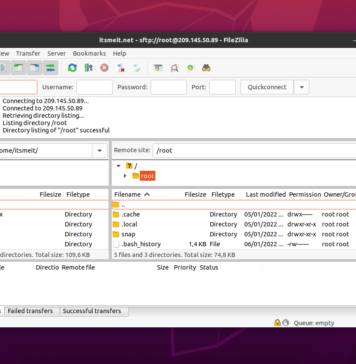 itsmeit.net - sftp://root@209.145.50.89 - FileZilla
iew Transfer Server Bookmarks Help
Username: Password: Port: Quickconnect
Connecting to 209.145.50.89...
Connected to 209.145.50.89
Retrieving directory listing...
Listing directory /root
Directory listing of "/root" successful
ome/itsmeit/ Remote site: /root
/
root
Filesize Filetype Filename Filesize Filetype Last modified Permission Owner/Gro
..
Directory .cache Directory 05/01/2022 ... drwx------ root root
x Directory .local Directory 05/01/2022 ... drwxr-xr-x root root
Directory snap Directory 05/01/2022 ... drwxr-xr-x root root
Directory .bash_history 1,4 KB File 06/01/2022 ... -rw------- root root
directories. Total size: 109,6 KB 5 files and 3 directories. Total size: 74,8 KB
le Directio Remote file Size Priority Status
s Failed transfers Successful transfers
Queue: empty